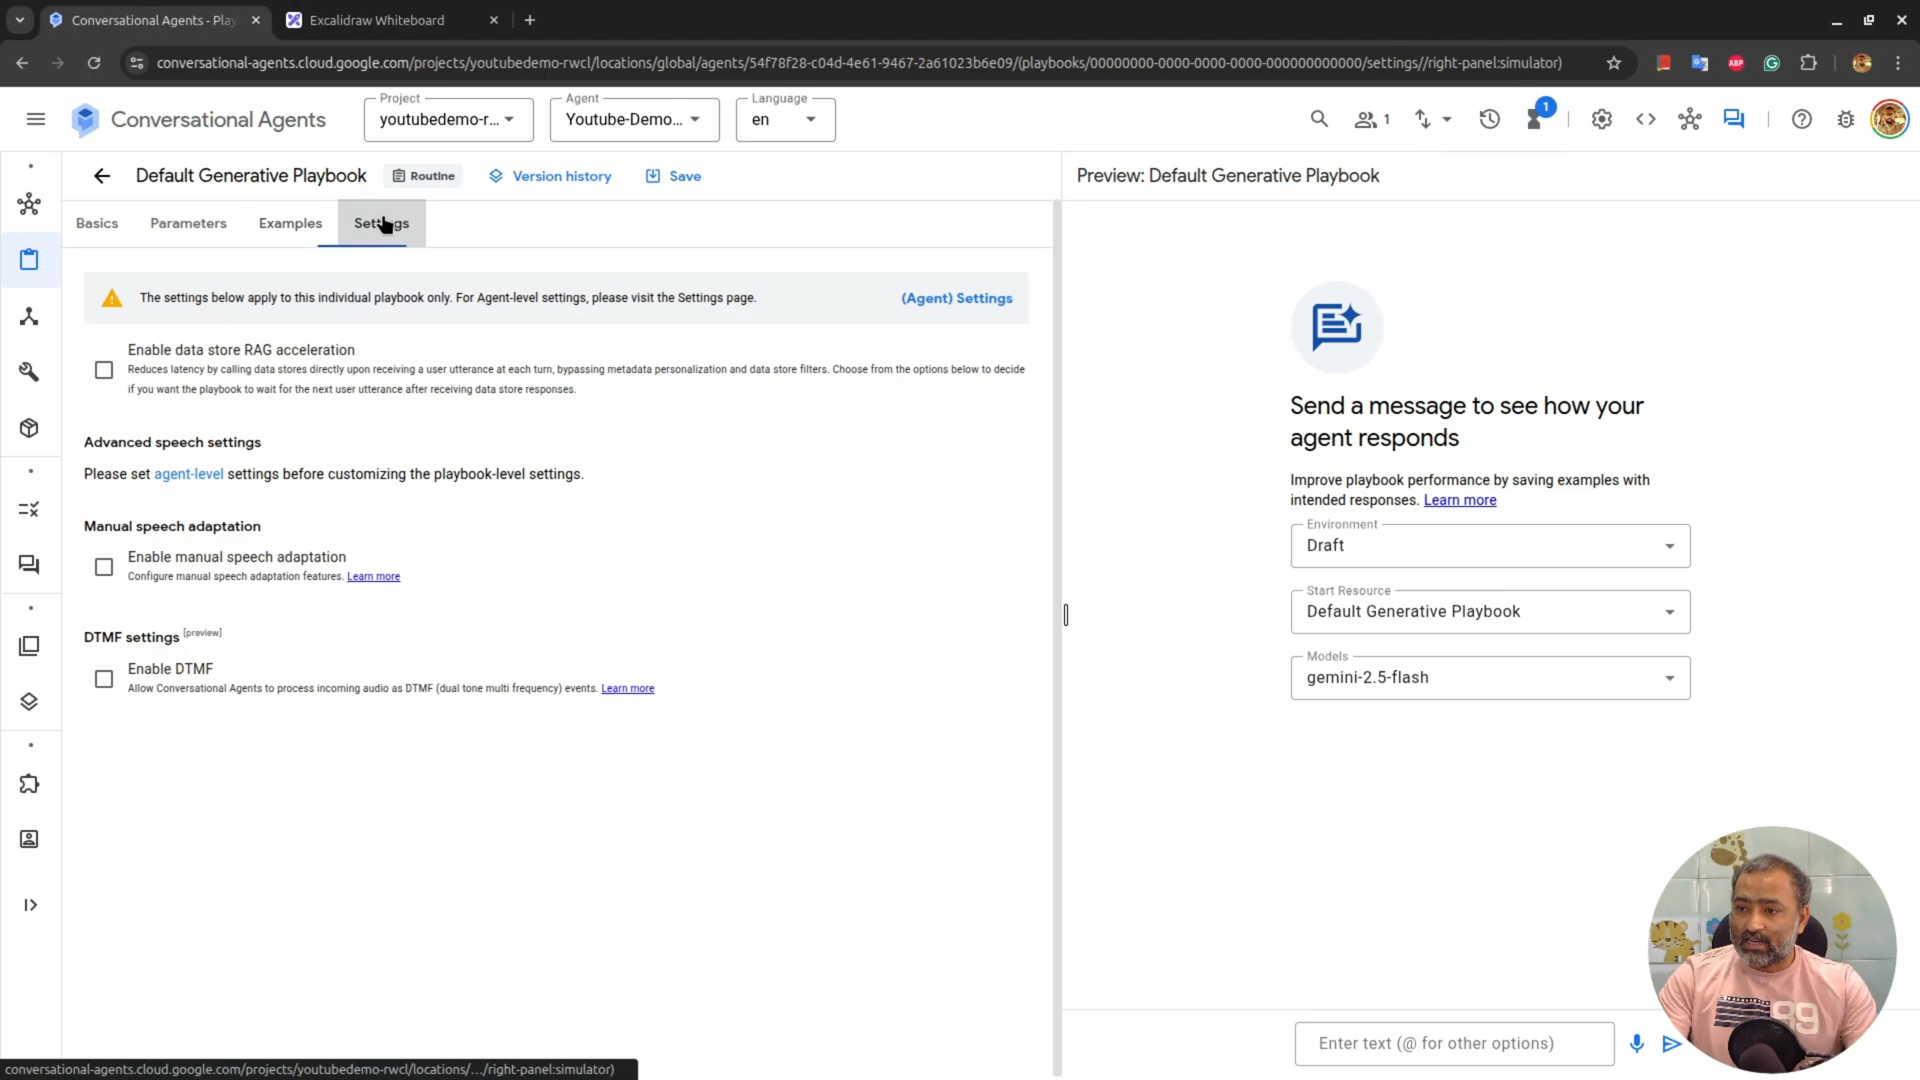 Conversational Agents - Play
Excalidraw Whiteboard
conversational-agents.cloud.google.com/projects/youtubedemo-rwcl/locations/global/agents/54f78f28-c04d-4e61-9467-2a61023b6e09/(playbooks/00000000-0000-0000-0000-000000000000/settings//right-panel:simulator)
ABP
Conversational Agents
Project
youtubedemo-r...
Agent
Youtube-Demo...
Language
en
1
1
Default Generative Playbook
Routine
Version history
Save
Preview: Default Generative Playbook
Basics
Parameters
Examples
Settings
The settings below apply to this individual playbook only. For Agent-level settings, please visit the Settings page.
(Agent) Settings
Enable data store RAG acceleration
Reduces latency by calling data stores directly upon receiving a user utterance at each turn, bypassing metadata personalization and data store filters. Choose from the options below to decide
if you want the playbook to wait for the next user utterance after receiving data store responses.
Advanced speech settings
Please set agent-level settings before customizing the playbook-level settings.
Manual speech adaptation
Enable manual speech adaptation
Configure manual speech adaptation features. Learn more
DTMF settings [preview]
Enable DTMF
Allow Conversational Agents to process incoming audio as DTMF (dual tone multi frequency) events. Learn more
Send a message to see how your
agent responds
Improve playbook performance by saving examples with
intended responses. Learn more
Environment
Draft
Start Resource
Default Generative Playbook
Models
gemini-2.5-flash
Enter text (@ for other options)
conversational-agents.cloud.google.com/projects/youtubedemo-rwcl/locations/.../right-panel:simulator)